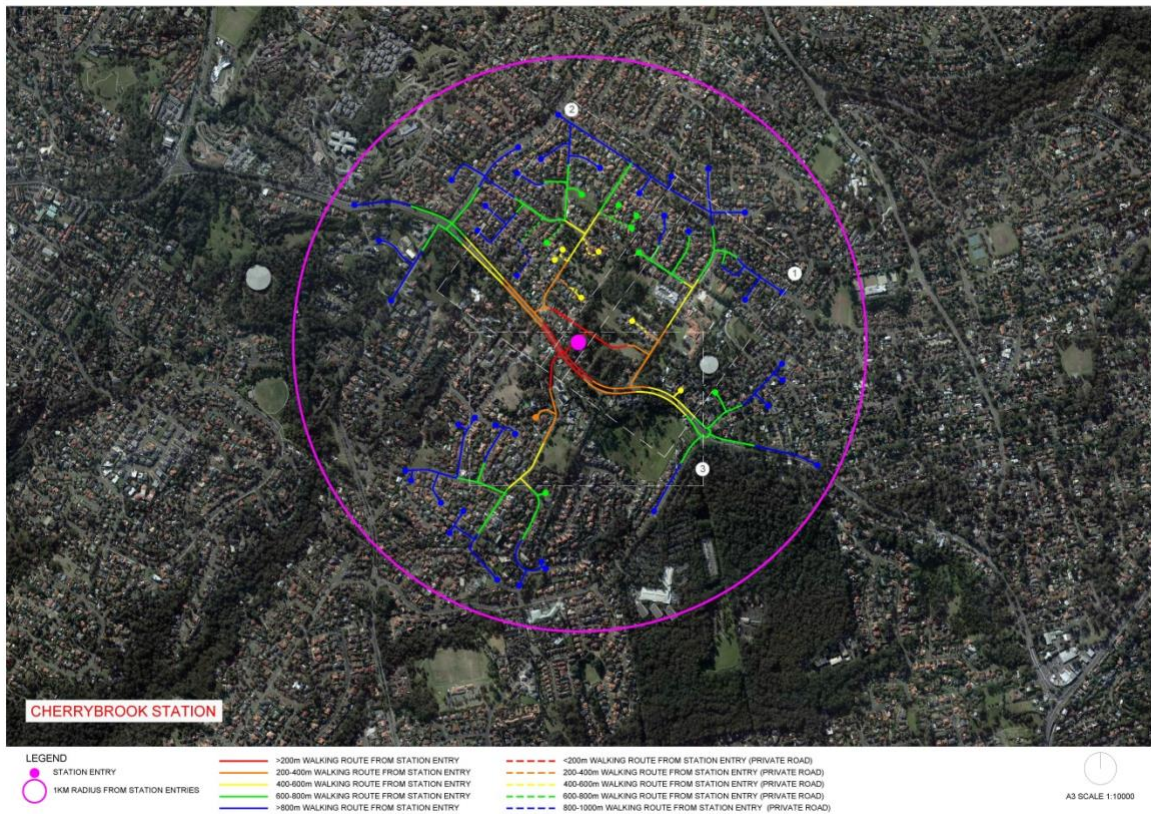 2
1
3
CHERRYBROOK STATION
LEGEND
STATION ENTRY
1KM RADIUS FROM STATION ENTRIES
>200m WALKING ROUTE FROM STATION ENTRY
200-400m WALKING ROUTE FROM STATION ENTRY
400-600m WALKING ROUTE FROM STATION ENTRY
600-800m WALKING ROUTE FROM STATION ENTRY
>800m WALKING ROUTE FROM STATION ENTRY
<200m WALKING ROUTE FROM STATION ENTRY (PRIVATE ROAD)
200-400m WALKING ROUTE FROM STATION ENTRY (PRIVATE ROAD)
400-600m WALKING ROUTE FROM STATION ENTRY (PRIVATE ROAD)
600-800m WALKING ROUTE FROM STATION ENTRY (PRIVATE ROAD)
800-1000m WALKING ROUTE FROM STATION ENTRY (PRIVATE ROAD)
A3 SCALE 1:10000